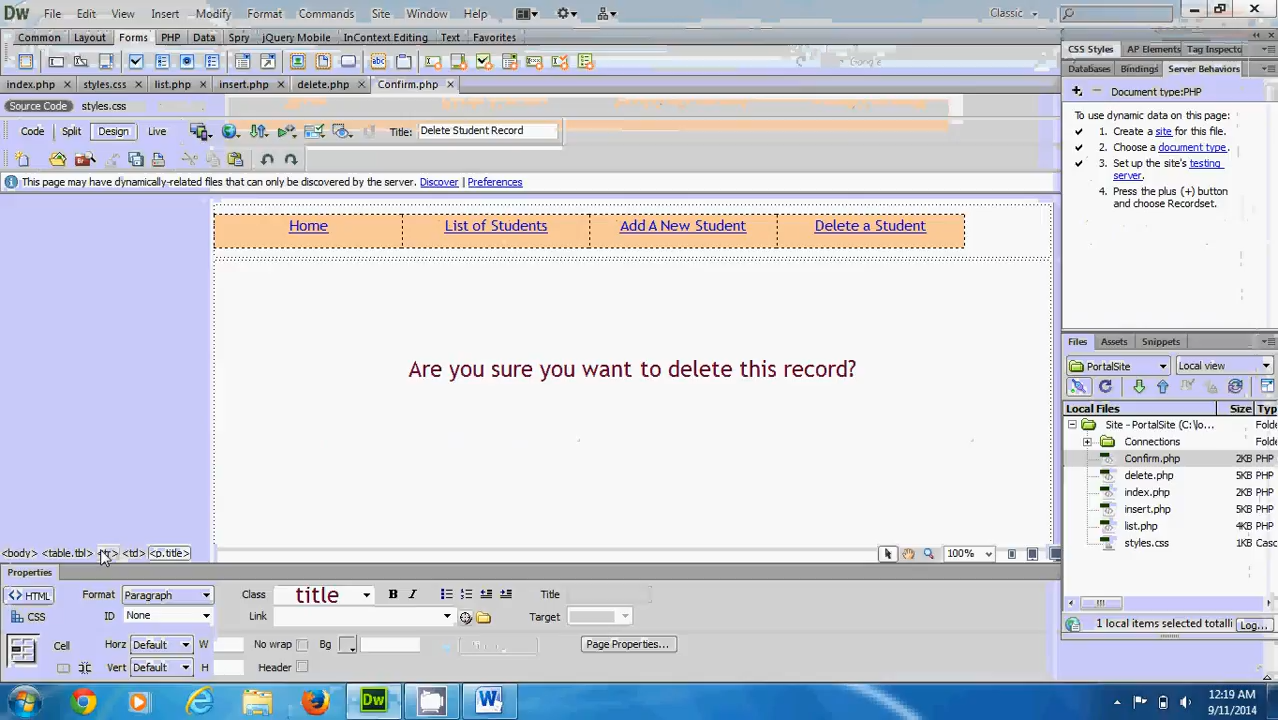 Dw File Edit View Insert Modify Format Commands Site Window Help Classic
Common Layout Forms PHP Data Spry jQuery Mobile InContext Editing Text Favorites
index.php × styles.css × list.php × insert.php × delete.php × Confirm.php ×
Source Code styles.css
Code Split Design Live Title: Delete Student Record
This page may have dynamically-related files that can only be discovered by the server. Discover | Preferences
Home List of Students Add A New Student Delete a Student
Are you sure you want to delete this record?
<body> <table.tbl> <tr> <td> <p.title> 100%
Properties
<> HTML Format Paragraph Class title B I Title
CSS ID None Link Target
Cell Horz Default W No wrap Bg Page Properties...
Vert Default H Header
CSS Styles AP Elements Tag Inspecto
Databases Bindings Server Behaviors
Document type:PHP
To use dynamic data on this page:
1. Create a site for this file.
2. Choose a document type.
3. Set up the site's testing
server.
4. Press the plus (+) button
and choose Recordset.
Files Assets Snippets
PortalSite Local view
Local Files Size Typ
Site - PortalSite (C:\Jo... Folde
Connections Folde
Confirm.php 2KB PHP
delete.php 5KB PHP
index.php 2KB PHP
insert.php 5KB PHP
list.php 4KB PHP
styles.css 1KB Casc
1 local items selected totalli Log...
12:19 AM
9/11/2014